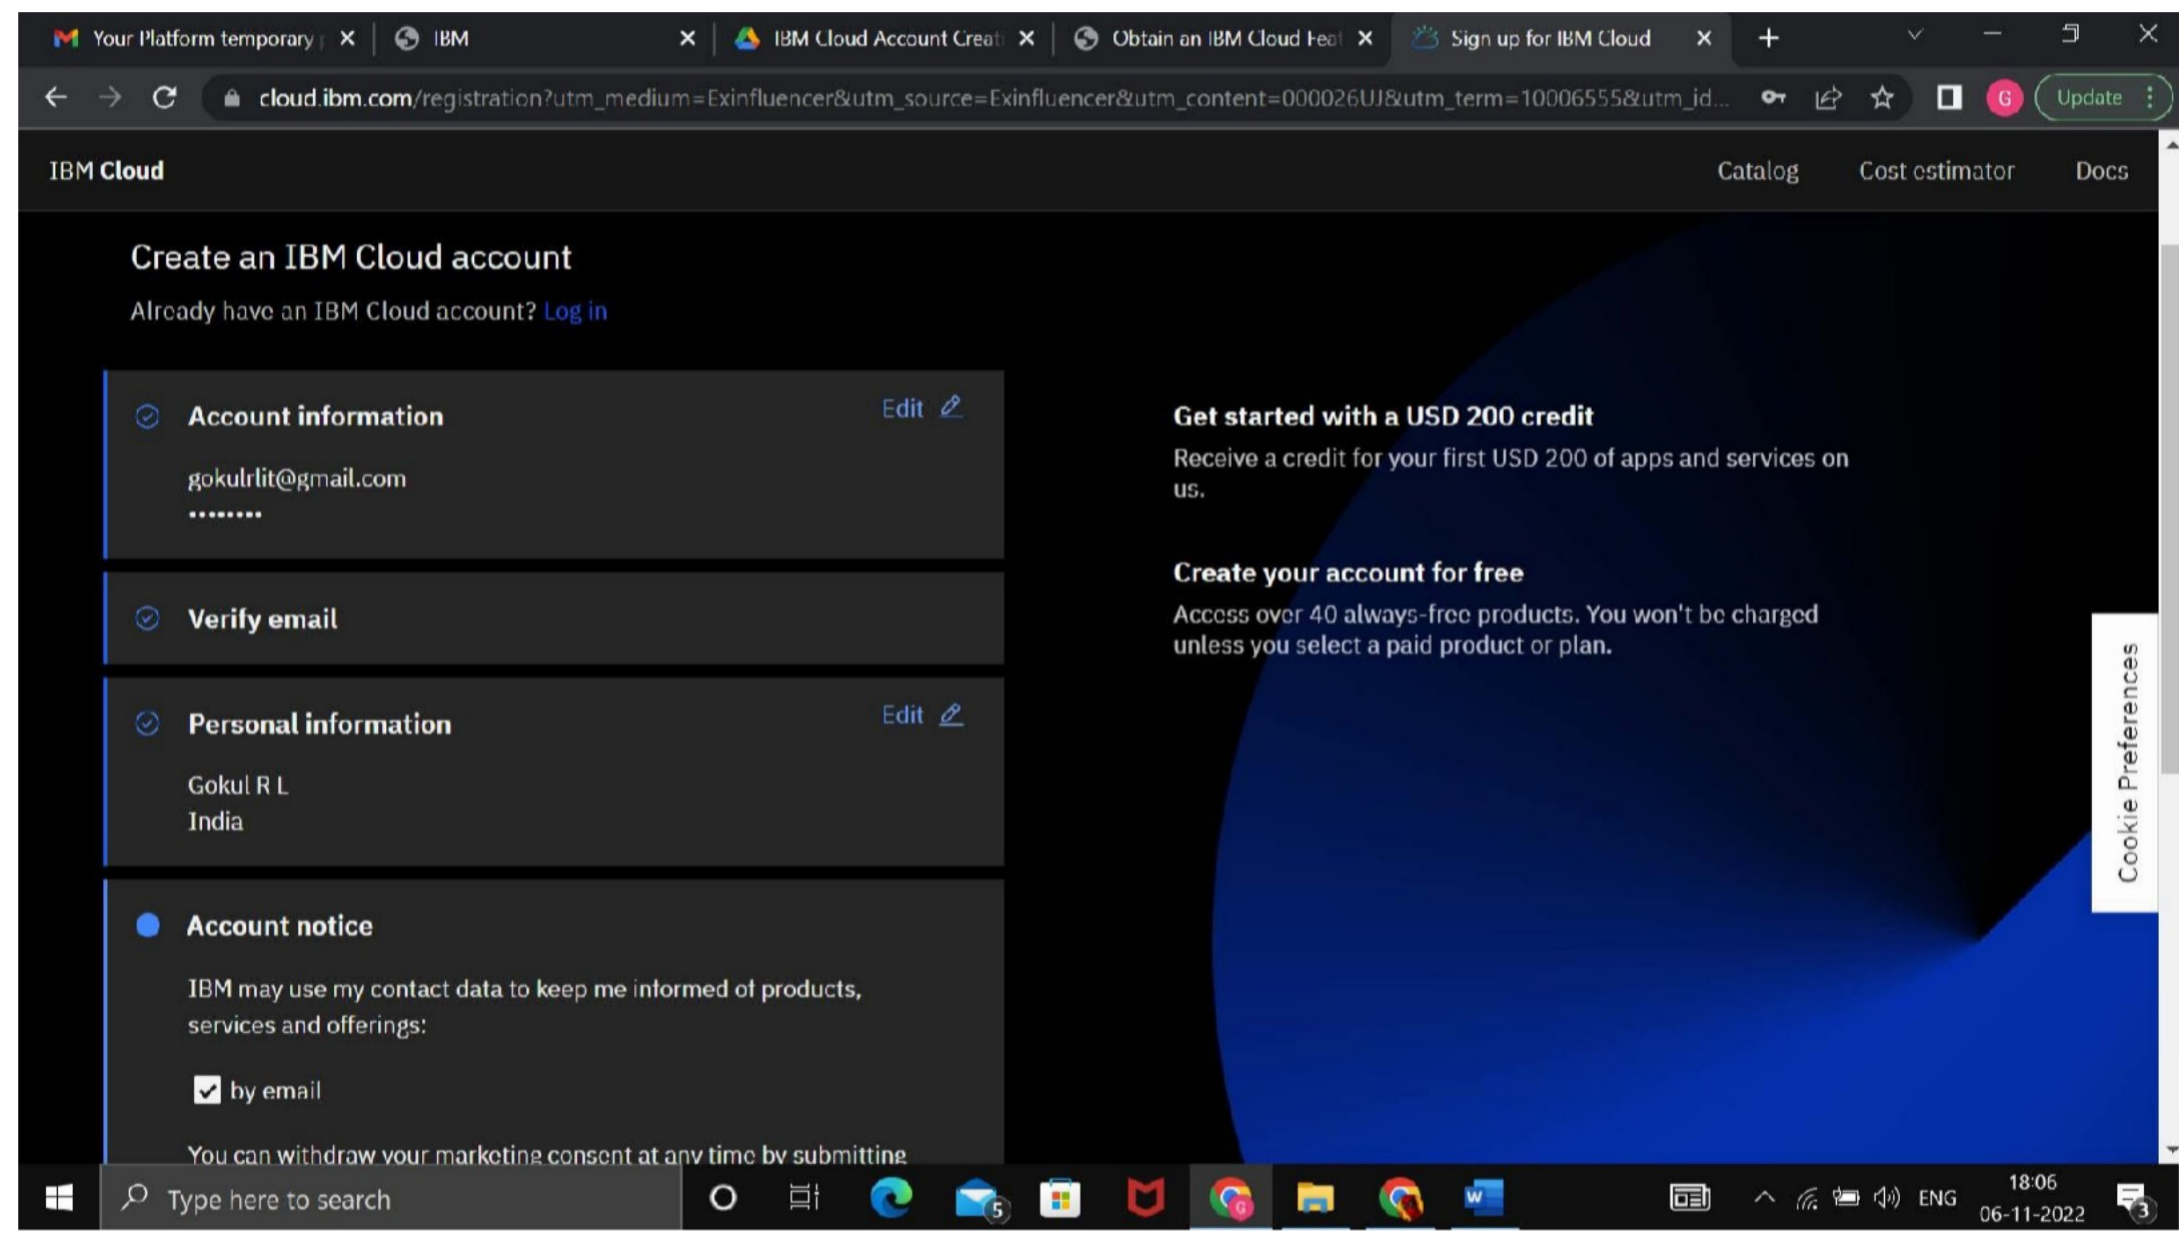 Your Platform temporary p
IBM
IBM Cloud Account Creati
Obtain an IBM Cloud Feat
Sign up for IBM Cloud
cloud.ibm.com/registration?utm_medium=Exinfluencer&utm_source=Exinfluencer&utm_content=000026UJ&utm_term=10006555&utm_id...
G
Update
IBM Cloud
Catalog
Cost estimator
Docs
Create an IBM Cloud account
Already have an IBM Cloud account? Log in
Account information
Edit
gokulrlit@gmail.com
••••••••
Verify email
Personal information
Edit
Gokul R L
India
Account notice
IBM may use my contact data to keep me informed of products,
services and offerings:
by email
You can withdraw your marketing consent at any time by submitting
Get started with a USD 200 credit
Receive a credit for your first USD 200 of apps and services on
us.
Create your account for free
Access over 40 always-free products. You won't be charged
unless you select a paid product or plan.
Cookie Preferences
Type here to search
5
G
W
ENG
18:06
06-11-2022
3